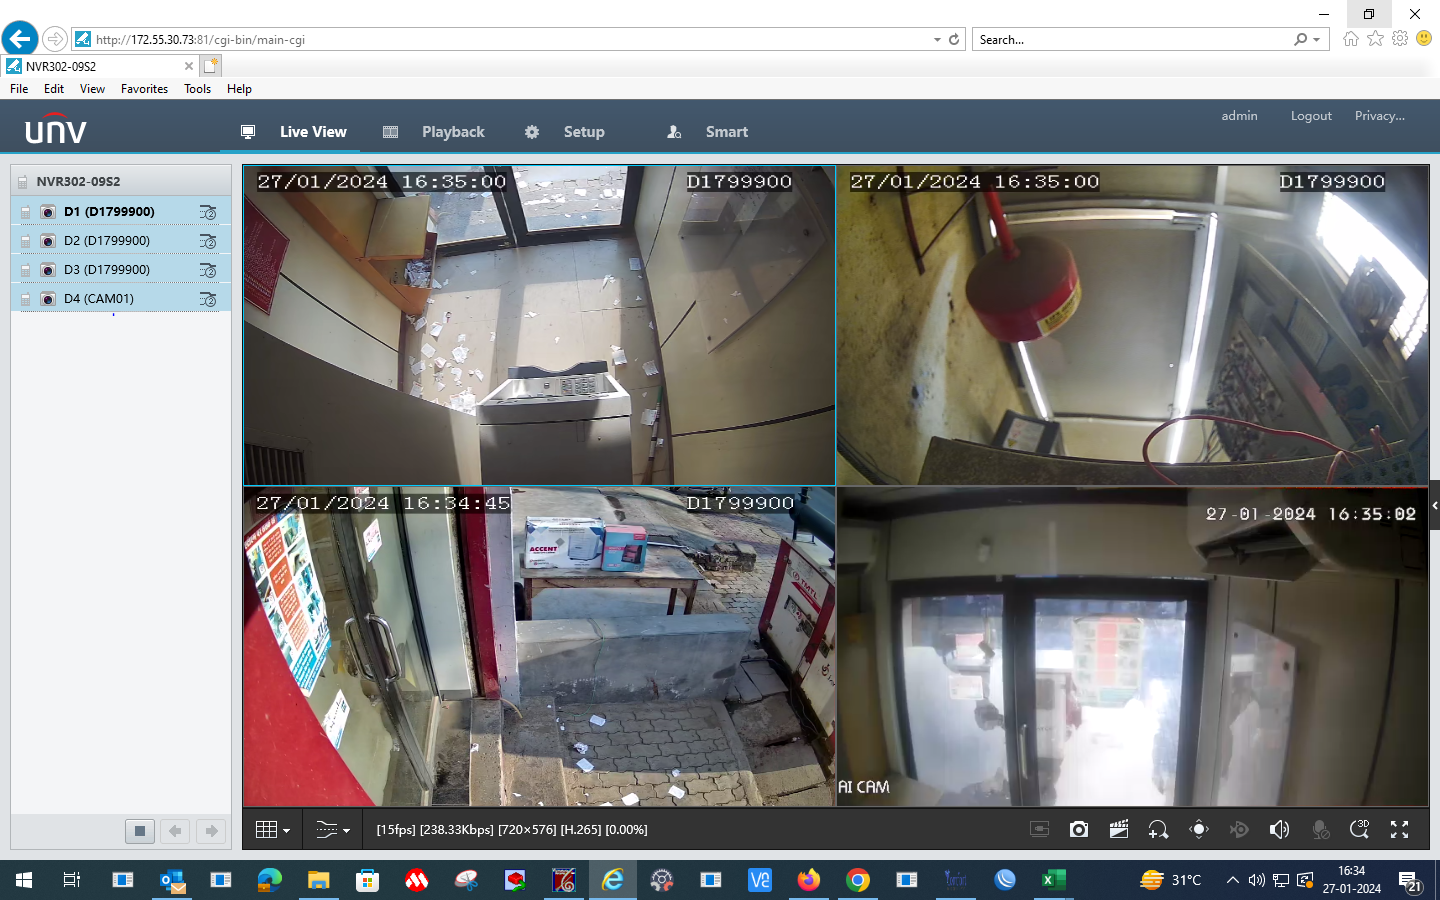 http://172.55.30.73:81/cgi-bin/main-cgi
Search...
NVR302-09S2
File Edit View Favorites Tools Help
unv
Live View
Playback
Setup
Smart
admin
Logout
Privacy...
NVR302-09S2
D1 (D1799900)
D2 (D1799900)
D3 (D1799900)
D4 (CAM01)
27/01/2024 16:35:00
D1799900
27/01/2024 16:35:00
D1799900
27/01/2024 16:34:45
D1799900
ACCENT
TMTL
27-01-2024 16:35:02
AI CAM
[15fps] [238.33Kbps] [720×576] [H.265] [0.00%]
3D
31°C
16:34
27-01-2024
21